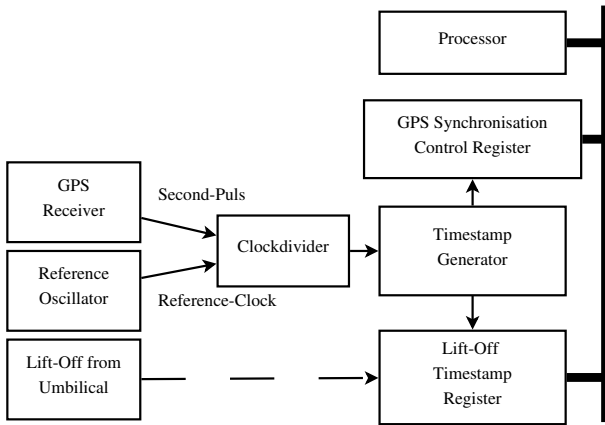 Processor
GPS Synchronisation
Control Register
GPS
Receiver
Second-Puls
Clockdivider
Timestamp
Generator
Reference
Oscillator
Reference-Clock
Lift-Off from
Umbilical
Lift-Off
Timestamp
Register